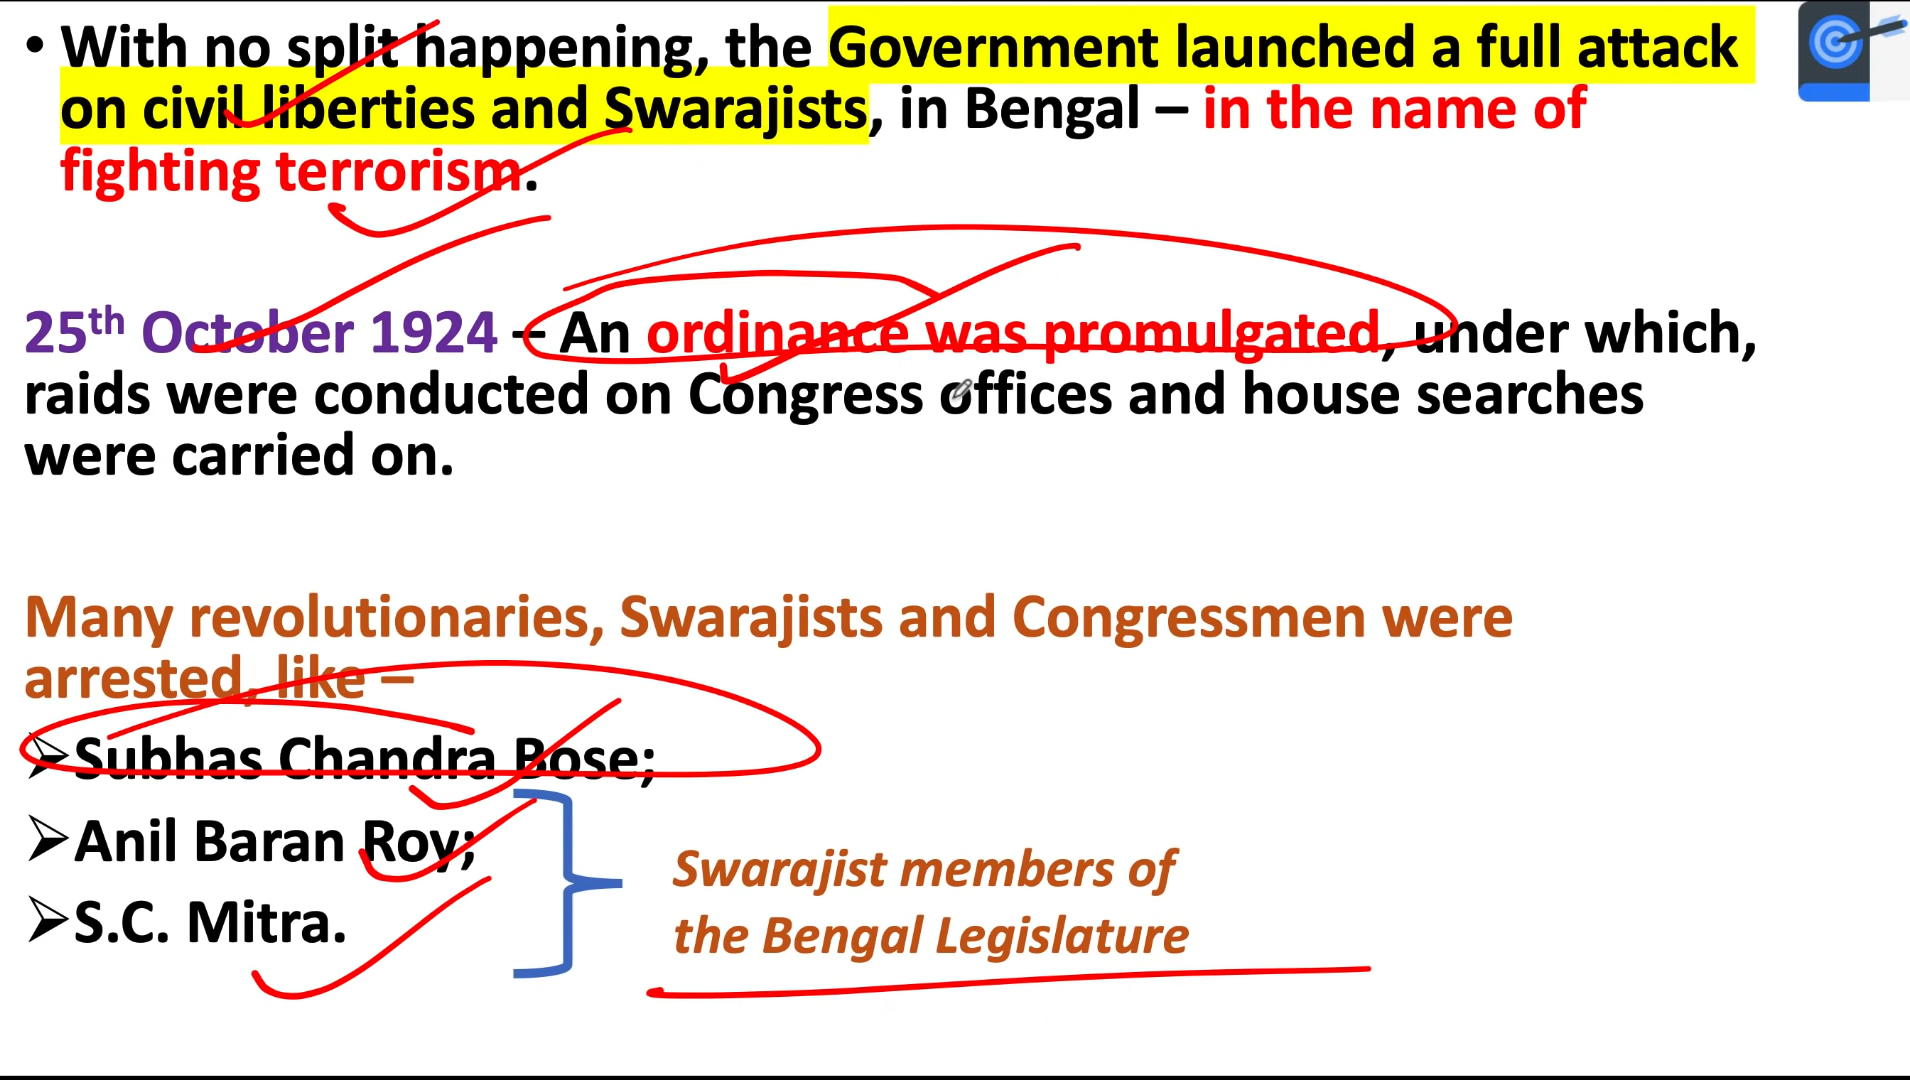 • With no split happening, the Government launched a full attack
on civil liberties and Swarajists, in Bengal – in the name of
fighting terrorism.
25th October 1924 – An ordinance was promulgated, under which,
raids were conducted on Congress offices and house searches
were carried on.
Many revolutionaries, Swarajists and Congressmen were
arrested, like –
➢Subhas Chandra Bose;
➢Anil Baran Roy;
➢S.C. Mitra.
Swarajist members of
the Bengal Legislature